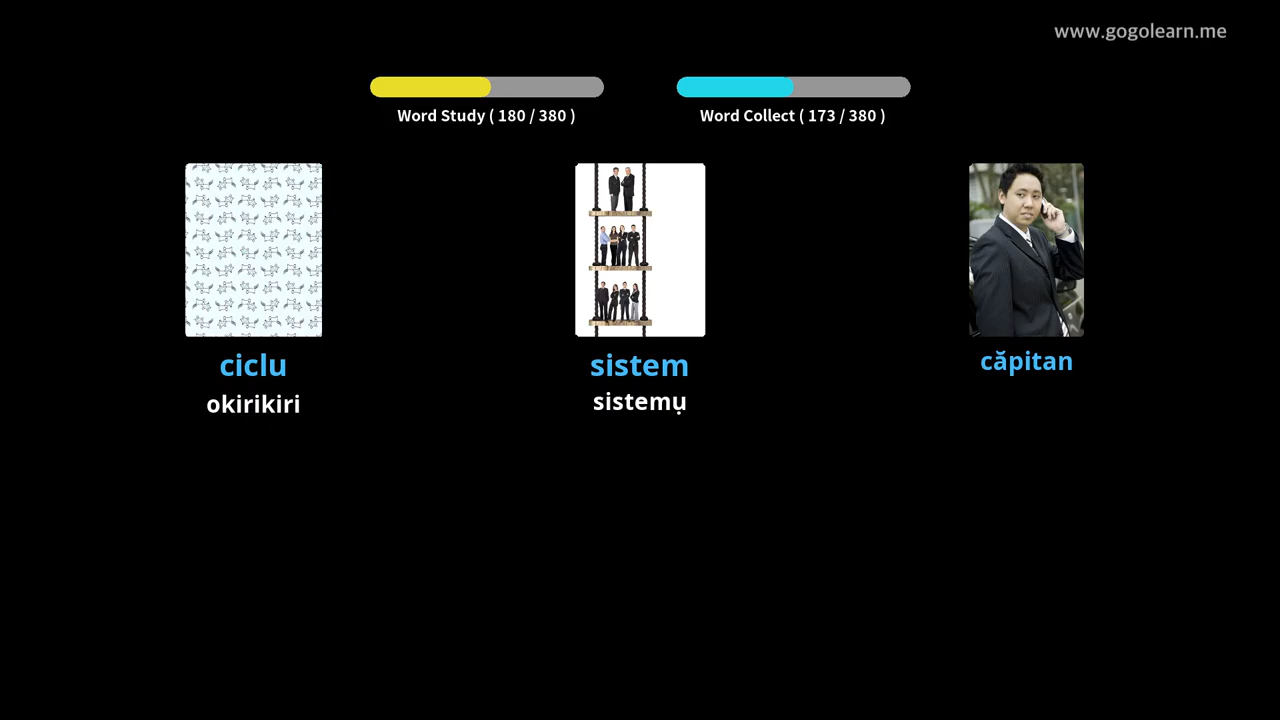 www.gogolearn.me
Word Study ( 180 / 380 )
Word Collect ( 173 / 380 )
ciclu
okirikiri
sistem
sistemụ
căpitan